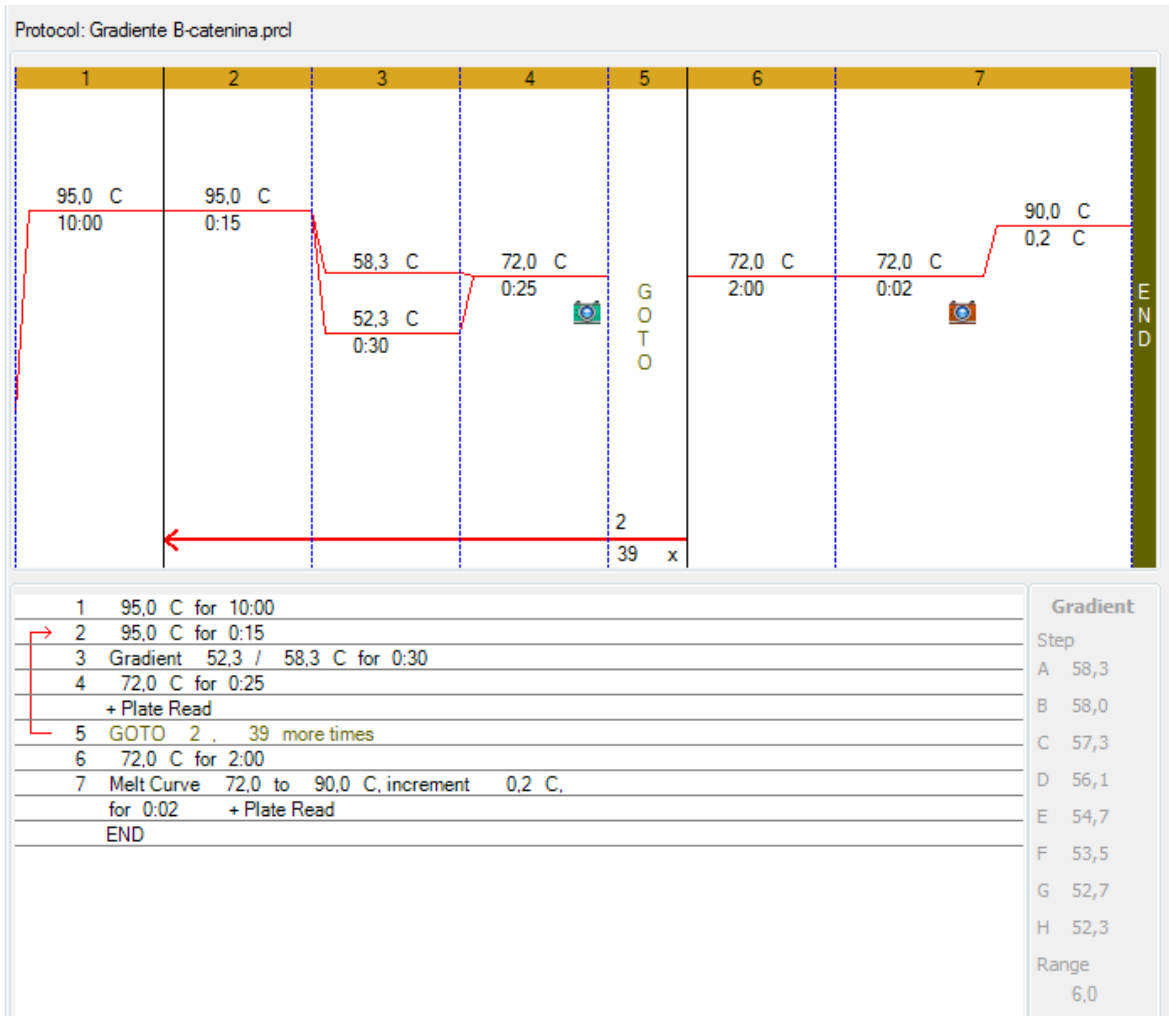 Protocol: Gradiente B-catenina.prcl
1 2 3 4 5 6 7
95,0 C
10:00
95,0 C
0:15
58,3 C
52,3 C
0:30
72,0 C
0:25
GOTO
2
39 x
72,0 C
2:00
72,0 C
0:02
90,0 C
0,2 C
END
1 95,0 C for 10:00
2 95,0 C for 0:15
3 Gradient 52,3 / 58,3 C for 0:30
4 72,0 C for 0:25
+ Plate Read
5 GOTO 2 , 39 more times
6 72,0 C for 2:00
7 Melt Curve 72,0 to 90,0 C, increment 0,2 C,
for 0:02 + Plate Read
END
Gradient
Step
A 58,3
B 58,0
C 57,3
D 56,1
E 54,7
F 53,5
G 52,7
H 52,3
Range
6,0